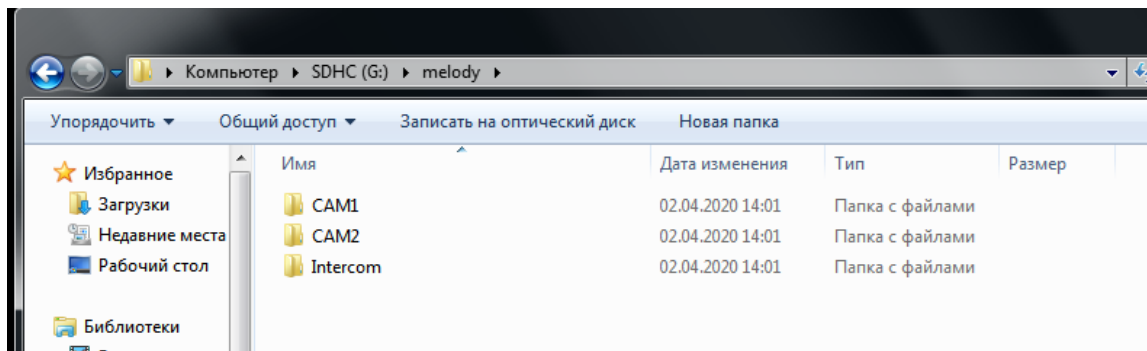 Компьютер ▸ SDHC (G:) ▸ melody ▸
Упорядочить ▼ Общий доступ ▼ Записать на оптический диск Новая папка
Избранное
Загрузки
Недавние места
Рабочий стол
Библиотеки
Имя Дата изменения Тип Размер
CAM1 02.04.2020 14:01 Папка с файлами
CAM2 02.04.2020 14:01 Папка с файлами
Intercom 02.04.2020 14:01 Папка с файлами